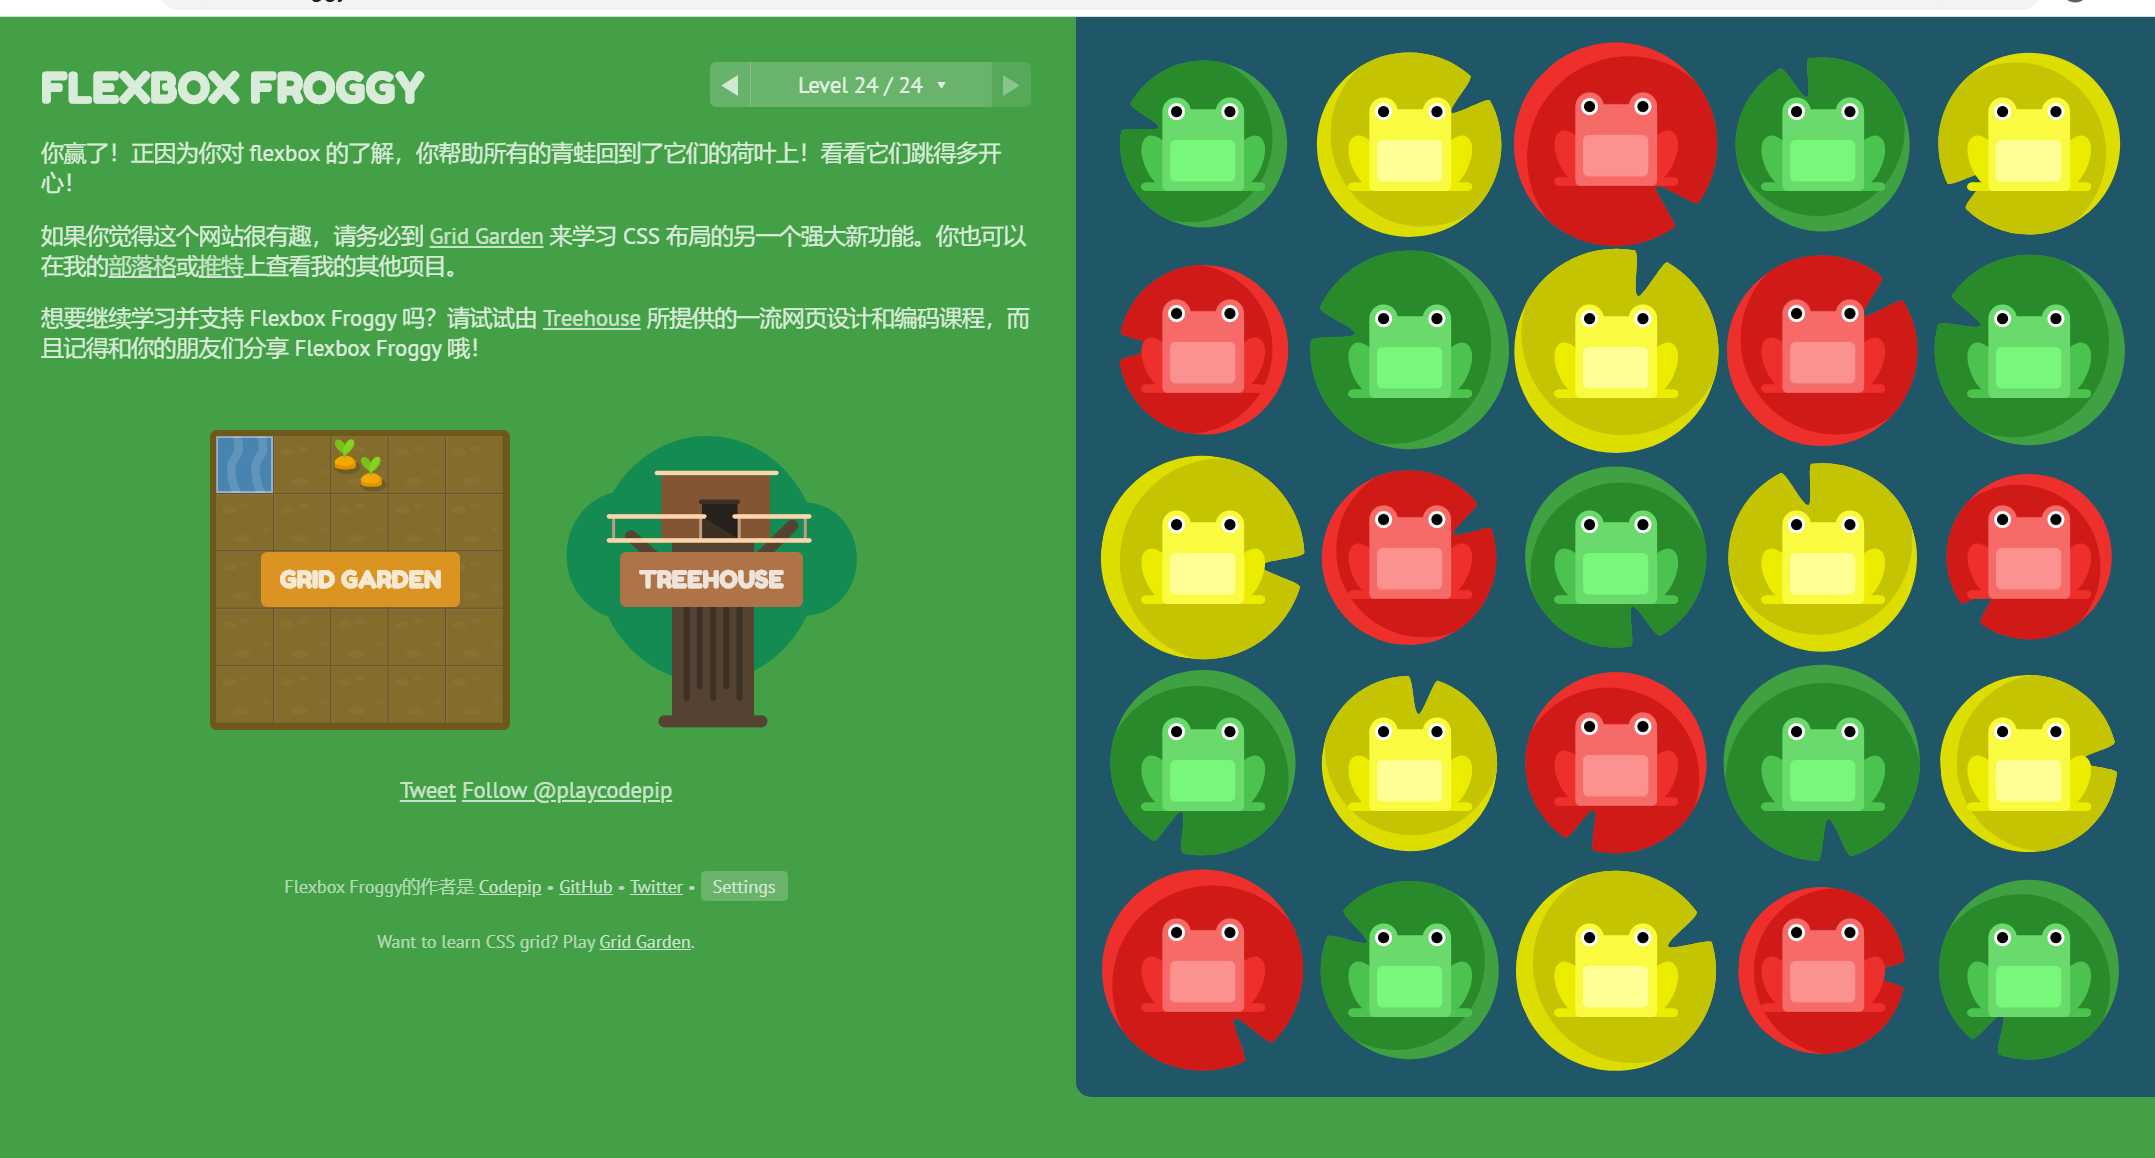 FLEXBOX FROGGY
Level 24 / 24
你赢了！正因为你对 flexbox 的了解，你帮助所有的青蛙回到了它们的荷叶上！看看它们跳得多开
心！
如果你觉得这个网站很有趣，请务必到 Grid Garden 来学习 CSS 布局的另一个强大新功能。你也可以
在我的部落格或推特上查看我的其他项目。
想要继续学习并支持 Flexbox Froggy 吗？请试试由 Treehouse 所提供的一流网页设计和编码课程，而
且记得和你的朋友们分享 Flexbox Froggy 哦！
GRID GARDEN
TREEHOUSE
Tweet Follow @playcodepip
Flexbox Froggy的作者是 Codepip • GitHub • Twitter • Settings
Want to learn CSS grid? Play Grid Garden.